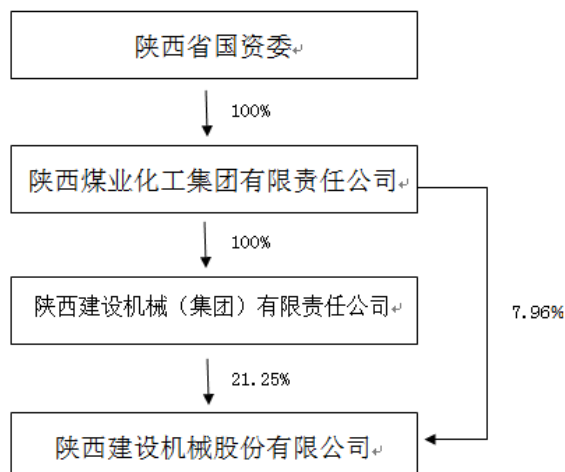 陕西省国资委
100%
陕西煤业化工集团有限责任公司
100%
陕西建设机械（集团）有限责任公司
7.96%
21.25%
陕西建设机械股份有限公司